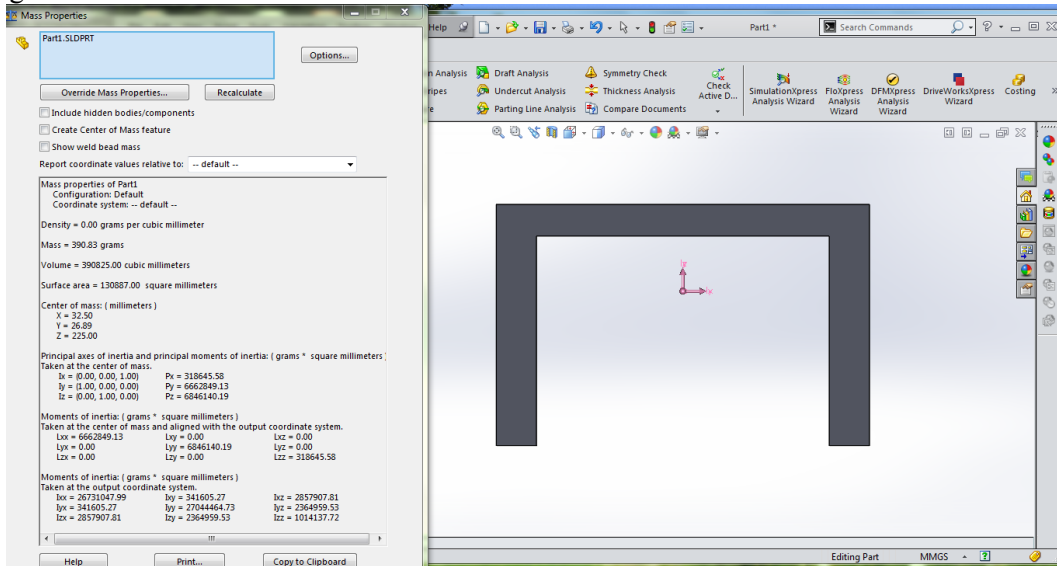 Mass Properties
Part1.SLDPRT
Options...
Override Mass Properties...
Recalculate
Include hidden bodies/components
Create Center of Mass feature
Show weld bead mass
Report coordinate values relative to: -- default --
Mass properties of Part1
Configuration: Default
Coordinate system: -- default --
Density = 0.00 grams per cubic millimeter
Mass = 390.83 grams
Volume = 390825.00 cubic millimeters
Surface area = 130887.00 square millimeters
Center of mass: ( millimeters )
X = 32.50
Y = 26.89
Z = 225.00
Principal axes of inertia and principal moments of inertia: ( grams * square millimeters )
Taken at the center of mass.
Ix = (0.00, 0.00, 1.00) Px = 318645.58
Iy = (1.00, 0.00, 0.00) Py = 6662849.13
Iz = (0.00, 1.00, 0.00) Pz = 6846140.19
Moments of inertia: ( grams * square millimeters )
Taken at the center of mass and aligned with the output coordinate system.
Lxx = 6662849.13 Lxy = 0.00 Lxz = 0.00
Lyx = 0.00 Lyy = 6846140.19 Lyz = 0.00
Lzx = 0.00 Lzy = 0.00 Lzz = 318645.58
Moments of inertia: ( grams * square millimeters )
Taken at the output coordinate system.
Ixx = 26731047.99 Ixy = 341605.27 Ixz = 2857907.81
Iyx = 341605.27 Iyy = 27044464.73 Iyz = 2364959.53
Izx = 2857907.81 Izy = 2364959.53 Izz = 1014137.72
Help
Print...
Copy to Clipboard
Help
Part1 *
Search Commands
n Analysis
Draft Analysis
Symmetry Check
ripes
Undercut Analysis
Thickness Analysis
Parting Line Analysis
Compare Documents
Check
Active D...
SimulationXpress
Analysis Wizard
FloXpress
Analysis
Wizard
DFMXpress
Analysis
Wizard
DriveWorksXpress
Wizard
Costing
Editing Part
MMGS